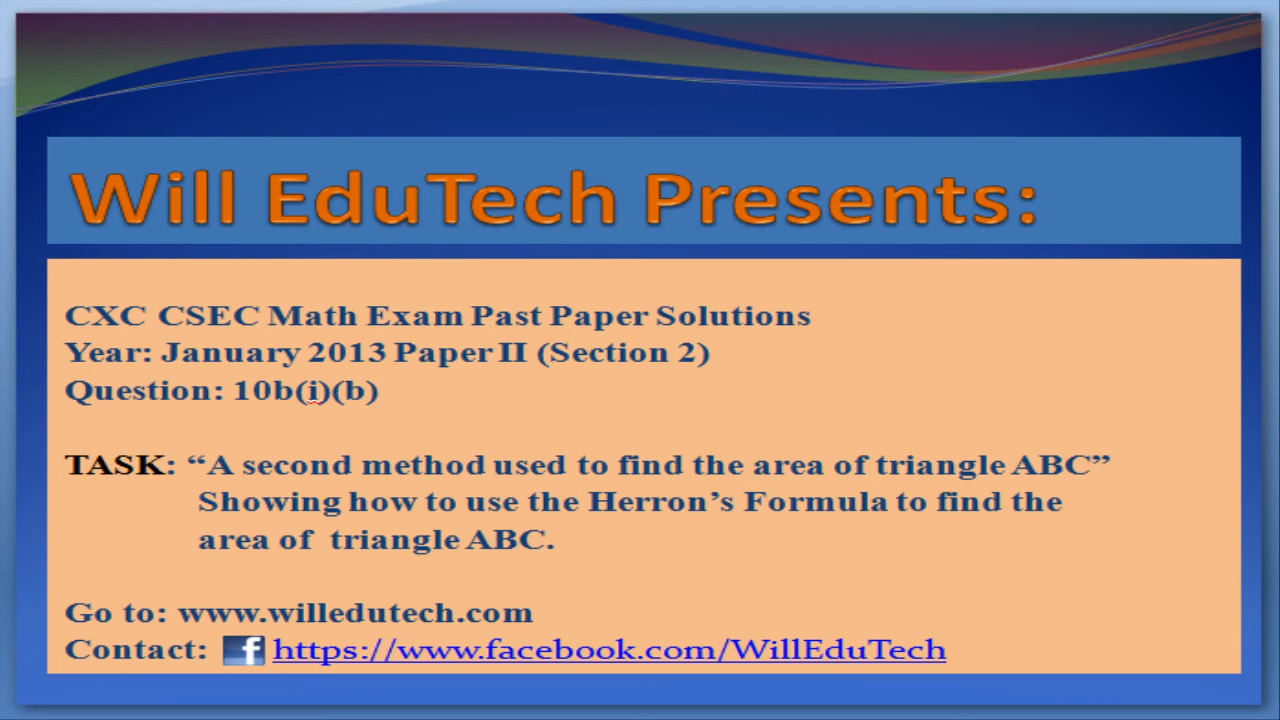 Will EduTech Presents:
CXC CSEC Math Exam Past Paper Solutions
Year: January 2013 Paper II (Section 2)
Question: 10b(i)(b)
TASK: “A second method used to find the area of triangle ABC”
Showing how to use the Herron’s Formula to find the
area of triangle ABC.
Go to: www.willedutech.com
Contact: f https://www.facebook.com/WillEduTech